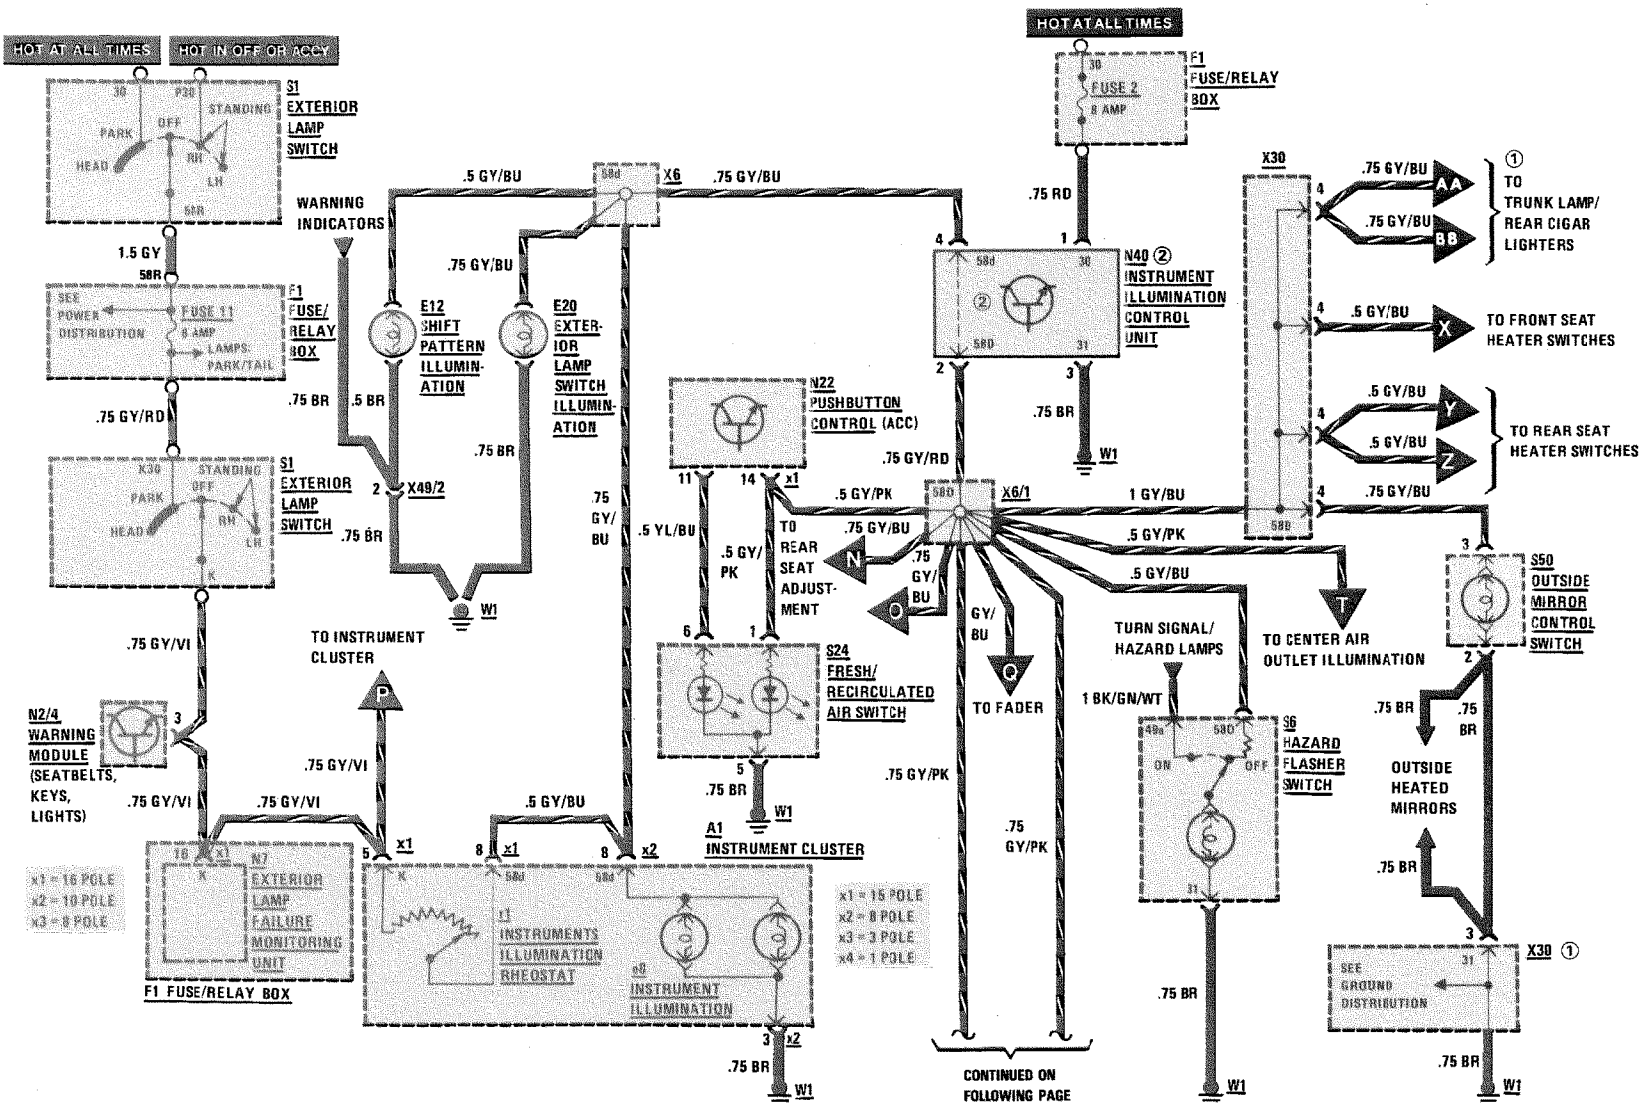 HOT AT ALL TIMES
HOT IN OFF OR ACCY
30
P30
STANDING
OFF
PARK
HEAD
RH
LH
58R
S1
EXTERIOR
LAMP
SWITCH
1.5 GY
58R
SEE
POWER
DISTRIBUTION
FUSE 11
8 AMP
LAMPS:
PARK/TAIL
F1
FUSE/
RELAY
BOX
.75 GY/RD
X30
STANDING
OFF
PARK
HEAD
RH
LH
K
S1
EXTERIOR
LAMP
SWITCH
.75 GY/VI
N2/4
WARNING
MODULE
(SEATBELTS,
KEYS,
LIGHTS)
3
.75 GY/VI
.75 GY/VI
16
x1
K
N7
EXTERIOR
LAMP
FAILURE
MONITORING
UNIT
F1 FUSE/RELAY BOX
x1 = 16 POLE
x2 = 10 POLE
x3 = 8 POLE
WARNING
INDICATORS
.5 GY/BU
58d
X6
.75 GY/BU
.75 GY/BU
E12
SHIFT
PATTERN
ILLUMIN-
ATION
E20
EXTER-
IOR
LAMP
SWITCH
ILLUMIN-
ATION
.75 BR
.5 BR
.75 BR
2
X49/2
.75 BR
W1
.75
GY/
BU
TO INSTRUMENT
CLUSTER
P
.75 GY/VI
.5 GY/BU
5
x1
8
x1
8
x2
A1
INSTRUMENT CLUSTER
K
58d
58d
r1
INSTRUMENTS
ILLUMINATION
RHEOSTAT
e8
INSTRUMENT
ILLUMINATION
3
x2
.75 BR
W1
x1 = 15 POLE
x2 = 8 POLE
x3 = 3 POLE
x4 = 1 POLE
HOT AT ALL TIMES
30
FUSE 2
8 AMP
F1
FUSE/RELAY
BOX
.75 RD
4
1
58d
30
2
58D
31
N40 2
INSTRUMENT
ILLUMINATION
CONTROL
UNIT
2
3
.75 BR
W1
.75 GY/RD
N22
PUSHBUTTON
CONTROL (ACC)
11
14
x1
.5 YL/BU
.5 GY/
PK
.5 GY/PK
58D
X6/1
1 GY/BU
TO
REAR
SEAT
ADJUST-
MENT
.75 GY/BU
N
.75
GY/
BU
O
GY/
BU
Q
TO FADER
6
1
S24
FRESH/
RECIRCULATED
AIR SWITCH
5
.75 BR
W1
.75 GY/PK
.75
GY/PK
CONTINUED ON
FOLLOWING PAGE
.5 GY/PK
.5 GY/BU
T
TO CENTER AIR
OUTLET ILLUMINATION
TURN SIGNAL/
HAZARD LAMPS
1 BK/GN/WT
49a
58D
ON
OFF
31
S6
HAZARD
FLASHER
SWITCH
.75 BR
W1
X30
4
.75 GY/BU
AA
.75 GY/BU
BB
1
TO
TRUNK LAMP/
REAR CIGAR
LIGHTERS
4
.5 GY/BU
X
TO FRONT SEAT
HEATER SWITCHES
4
.5 GY/BU
Y
.5 GY/BU
Z
TO REAR SEAT
HEATER SWITCHES
4
.75 GY/BU
58D
3
S50
OUTSIDE
MIRROR
CONTROL
SWITCH
2
.75 BR
.75
BR
OUTSIDE
HEATED
MIRRORS
.75 BR
3
X30 1
31
SEE
GROUND
DISTRIBUTION
.75 BR
W1